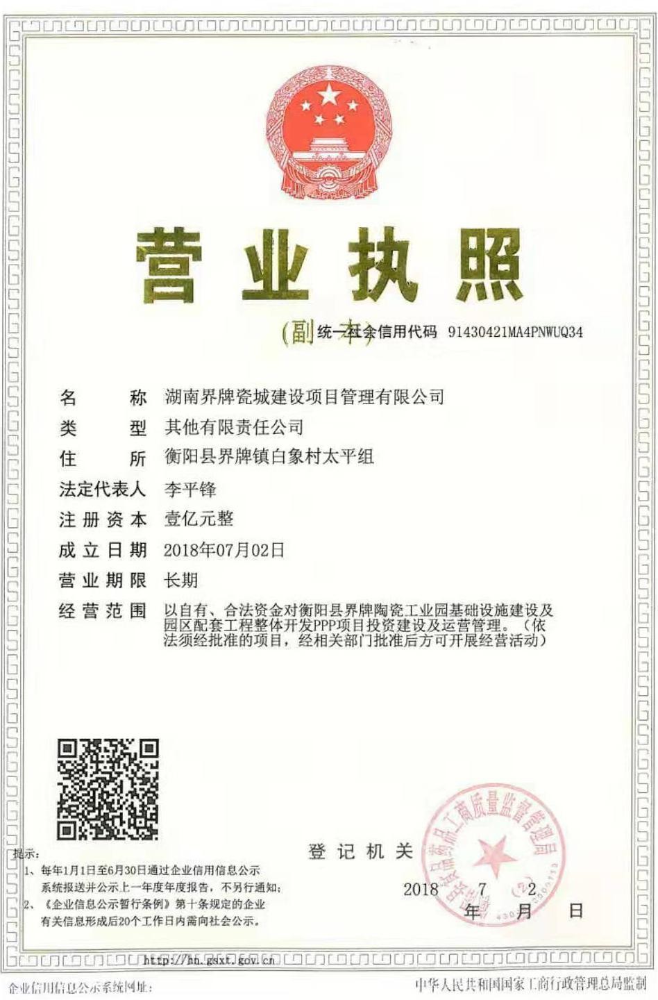 营业执照
(副 本)
统一社会信用代码 91430421MA4PNWUQ34
名称 湖南界牌瓷城建设项目管理有限公司
类型 其他有限责任公司
住所 衡阳县界牌镇白象村太平组
法定代表人 李平锋
注册资本 壹亿元整
成立日期 2018年07月02日
营业期限 长期
经营范围 以自有、合法资金对衡阳县界牌陶瓷工业园基础设施建设及
园区配套工程整体开发PPP项目投资建设及运营管理。（依
法须经批准的项目，经相关部门批准后方可开展经营活动）
登记机关
食品药品工商质量监督管理局
(2)
2018 7 2
年 月 日
提示：
1、每年1月1日至6月30日通过企业信用信息公示
系统报送并公示上一年度年度报告，不另行通知；
2、《企业信息公示暂行条例》第十条规定的企业
有关信息形成后20个工作日内需向社会公示。
http://hn.gsxt.gov.cn
企业信用信息公示系统网址：
中华人民共和国国家工商行政管理总局监制